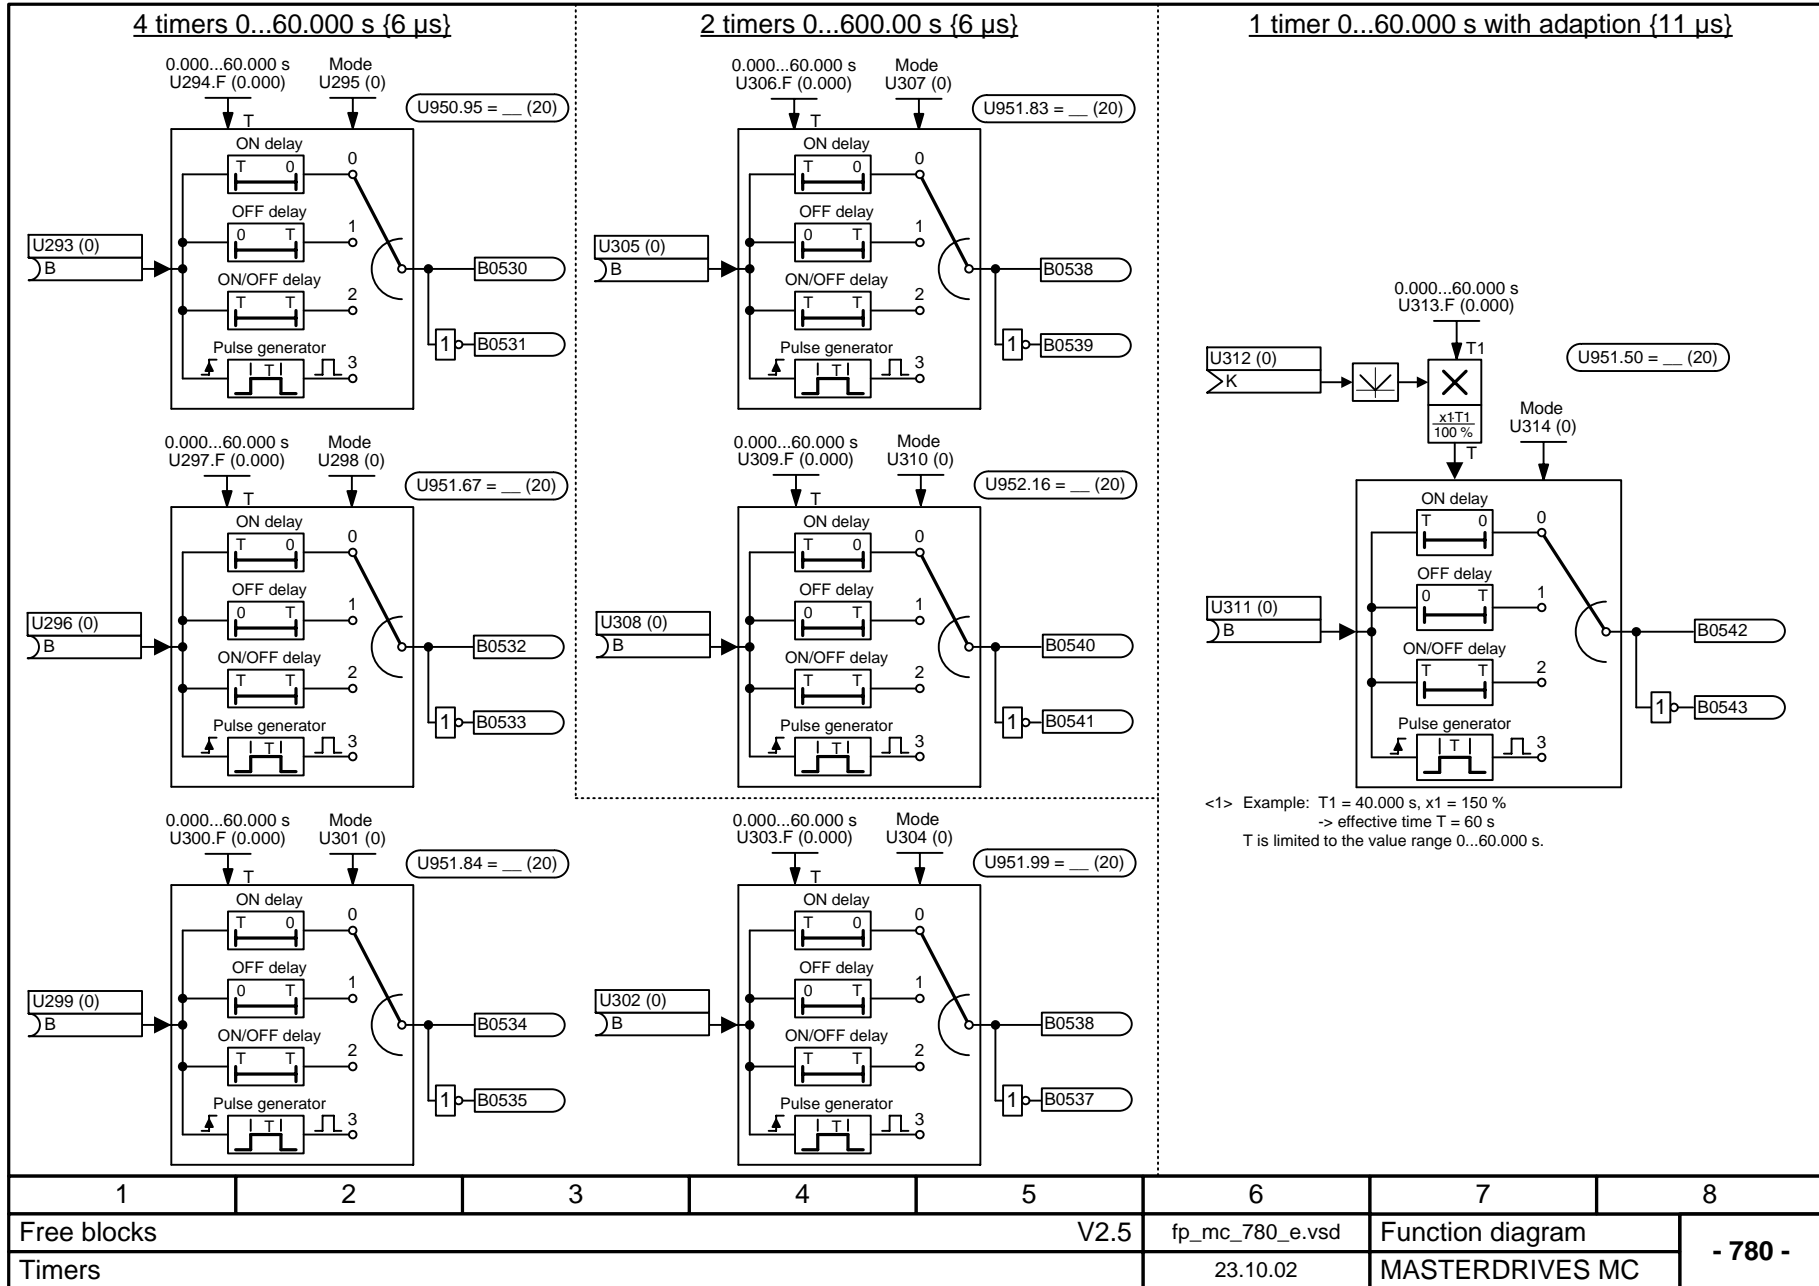 4 timers 0...60.000 s {6 µs}
0.000...60.000 s Mode
U294.F (0.000) U295 (0)
U950.95 = __ (20)
T
ON delay
T 0 0
OFF delay
0 T 1
U293 (0)
B
B0530
ON/OFF delay
T T 2
1 B0531
Pulse generator
T 3
0.000...60.000 s Mode
U297.F (0.000) U298 (0)
U951.67 = __ (20)
T
ON delay
T 0 0
OFF delay
0 T 1
U296 (0)
B
B0532
ON/OFF delay
T T 2
1 B0533
Pulse generator
T 3
0.000...60.000 s Mode
U300.F (0.000) U301 (0)
U951.84 = __ (20)
T
ON delay
T 0 0
OFF delay
0 T 1
U299 (0)
B
B0534
ON/OFF delay
T T 2
1 B0535
Pulse generator
T 3
2 timers 0...600.00 s {6 µs}
0.000...60.000 s Mode
U306.F (0.000) U307 (0)
U951.83 = __ (20)
T
ON delay
T 0 0
OFF delay
0 T 1
U305 (0)
B
B0538
ON/OFF delay
T T 2
1 B0539
Pulse generator
T 3
0.000...60.000 s Mode
U309.F (0.000) U310 (0)
U952.16 = __ (20)
T
ON delay
T 0 0
OFF delay
0 T 1
U308 (0)
B
B0540
ON/OFF delay
T T 2
1 B0541
Pulse generator
T 3
0.000...60.000 s Mode
U303.F (0.000) U304 (0)
U951.99 = __ (20)
T
ON delay
T 0 0
OFF delay
0 T 1
U302 (0)
B
B0538
ON/OFF delay
T T 2
1 B0537
Pulse generator
T 3
1 timer 0...60.000 s with adaption {11 µs}
0.000...60.000 s
U313.F (0.000)
T1
U951.50 = __ (20)
U312 (0)
K
x1·T1
100 %
Mode
U314 (0)
T
ON delay
T 0 0
OFF delay
0 T 1
U311 (0)
B
B0542
ON/OFF delay
T T 2
1 B0543
Pulse generator
T 3
<1> Example: T1 = 40.000 s, x1 = 150 %
-> effective time T = 60 s
T is limited to the value range 0...60.000 s.
1 2 3 4 5 6 7 8
Free blocks V2.5 fp_mc_780_e.vsd Function diagram
- 780 -
Timers 23.10.02 MASTERDRIVES MC